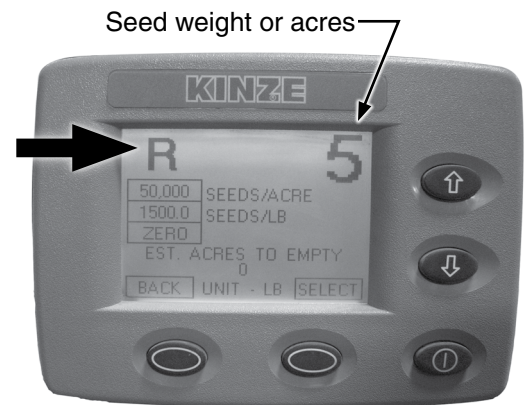 Seed weight or acres
KINZE
R 5
50,000 SEEDS/ACRE
1500.0 SEEDS/LB
ZERO
EST. ACRES TO EMPTY
0
BACK UNIT - LB SELECT